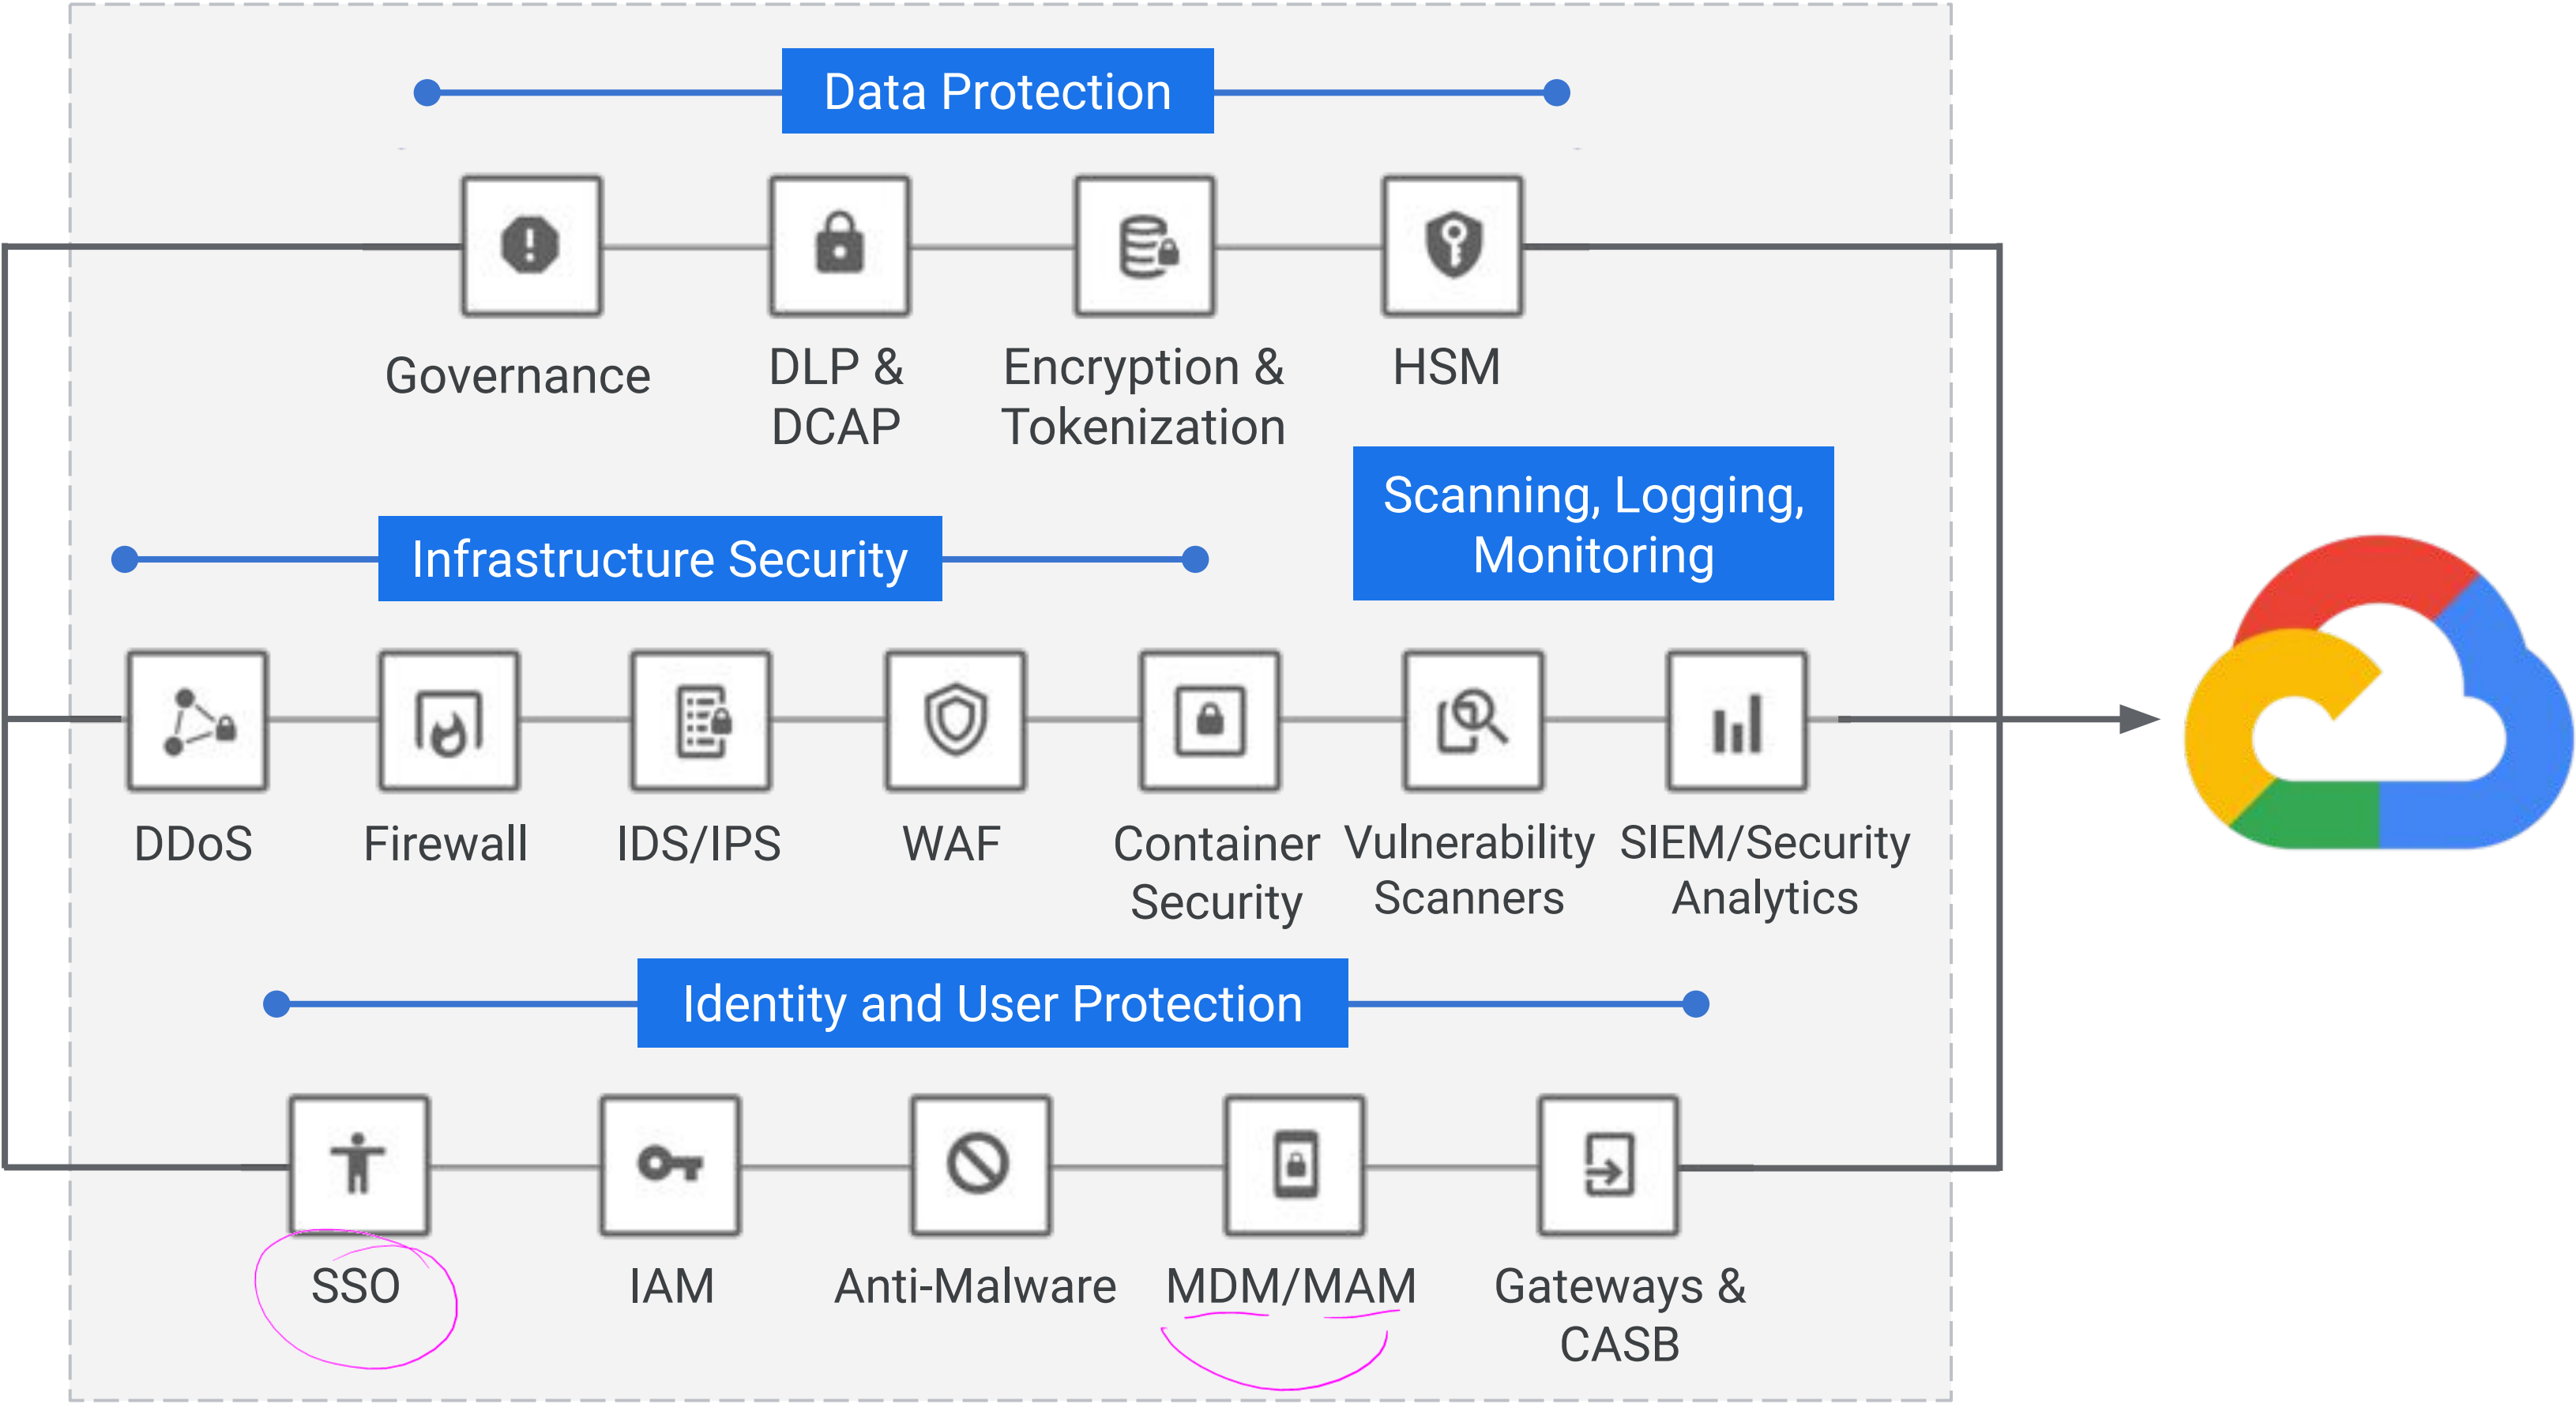 Data Protection
Governance
DLP &
DCAP
Encryption &
Tokenization
HSM
Infrastructure Security
Scanning, Logging,
Monitoring
DDoS
Firewall
IDS/IPS
WAF
Container
Security
Vulnerability
Scanners
SIEM/Security
Analytics
Identity and User Protection
SSO
IAM
Anti-Malware
MDM/MAM
Gateways &
CASB